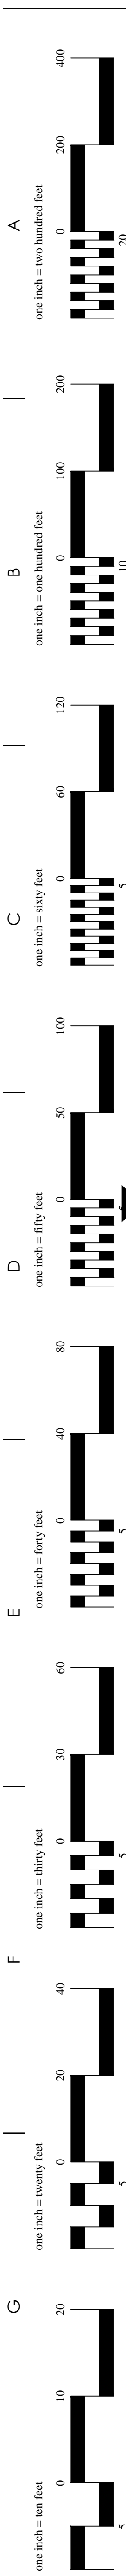 G F E D C B A
one inch = ten feet one inch = twenty feet one inch = thirty feet one inch = forty feet one inch = fifty feet one inch = sixty feet one inch = one hundred feet one inch = two hundred feet
0 10 20 0 20 40 0 30 60 0 40 80 0 50 100 0 60 120 0 100 200 0 200 400
5 5 5 5 5 5 10 20